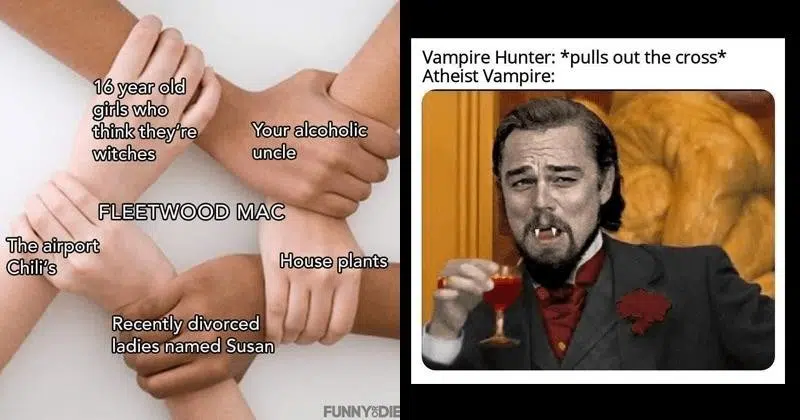 16 year old
girls who
think they're
witches
Your alcoholic
uncle
FLEETWOOD MAC
The airport
Chili's
House plants
Recently divorced
ladies named Susan
FUNNY OR DIE
Vampire Hunter: *pulls out the cross*
Atheist Vampire: